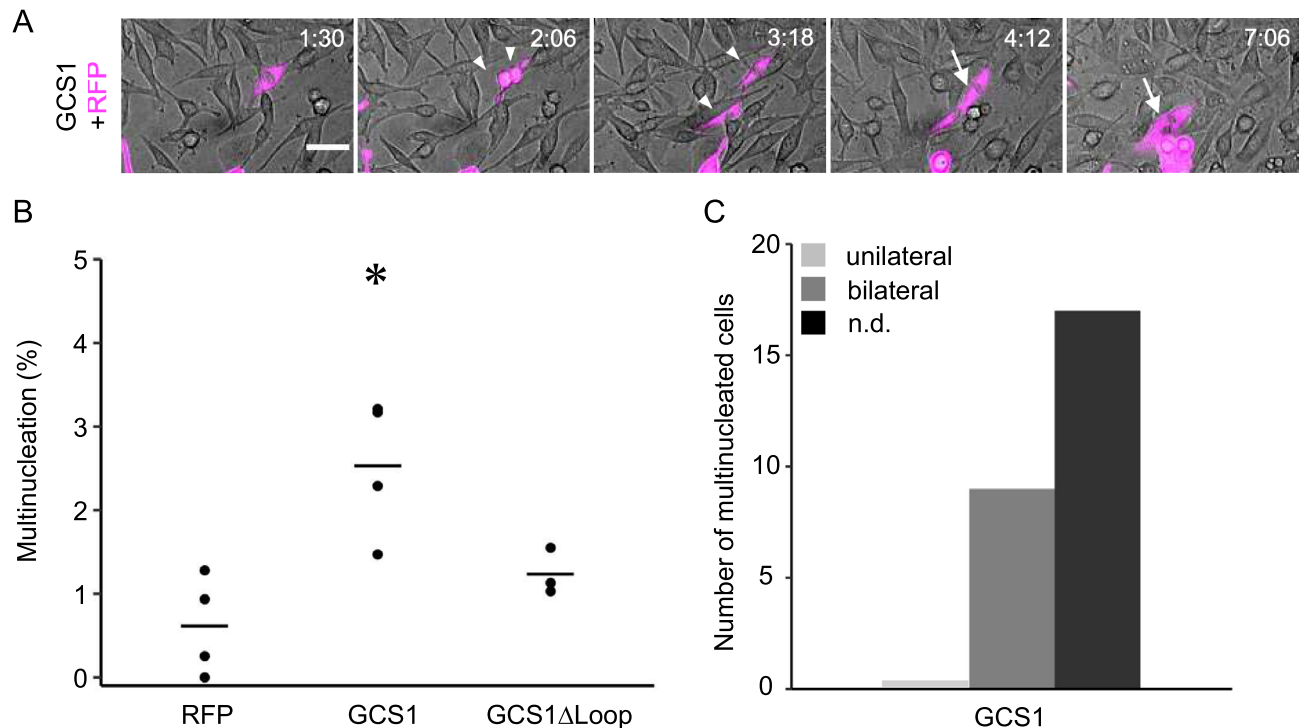 A
GCS1
+RFP
1:30
2:06
3:18
4:12
7:06
B
Multinucleation (%)
5
4
3
2
1
0
*
RFP
GCS1
GCS1ΔLoop
C
Number of multinucleated cells
20
15
10
5
0
unilateral
bilateral
n.d.
GCS1